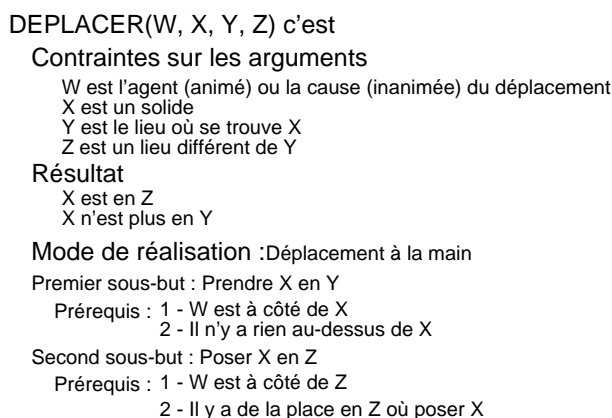 DEPLACER(W, X, Y, Z) c'est
Contraintes sur les arguments
W est l'agent (animé) ou la cause (inanimée) du déplacement
X est un solide
Y est le lieu où se trouve X
Z est un lieu différent de Y
Résultat
X est en Z
X n'est plus en Y
Mode de réalisation :Déplacement à la main
Premier sous-but : Prendre X en Y
Prérequis : 1 - W est à côté de X
2 - Il n'y a rien au-dessus de X
Second sous-but : Poser X en Z
Prérequis : 1 - W est à côté de Z
2 - Il y a de la place en Z où poser X